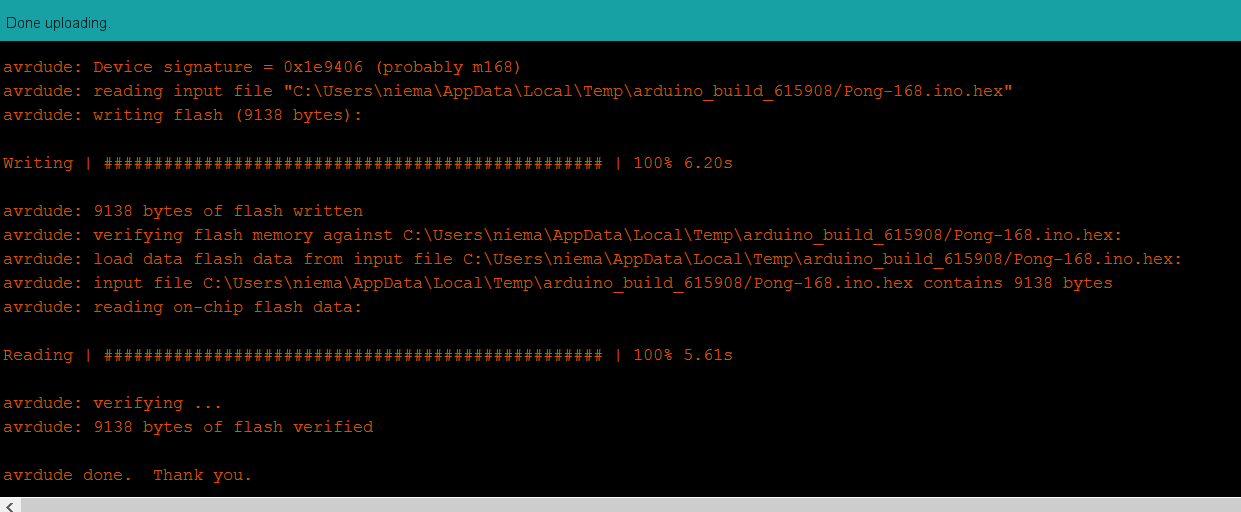 Done uploading.
avrdude: Device signature = 0x1e9406 (probably m168)
avrdude: reading input file "C:\Users\niema\AppData\Local\Temp\arduino_build_615908/Pong-168.ino.hex"
avrdude: writing flash (9138 bytes):
Writing | ################################################## | 100% 6.20s
avrdude: 9138 bytes of flash written
avrdude: verifying flash memory against C:\Users\niema\AppData\Local\Temp\arduino_build_615908/Pong-168.ino.hex:
avrdude: load data flash data from input file C:\Users\niema\AppData\Local\Temp\arduino_build_615908/Pong-168.ino.hex:
avrdude: input file C:\Users\niema\AppData\Local\Temp\arduino_build_615908/Pong-168.ino.hex contains 9138 bytes
avrdude: reading on-chip flash data:
Reading | ################################################## | 100% 5.61s
avrdude: verifying ...
avrdude: 9138 bytes of flash verified
avrdude done.  Thank you.